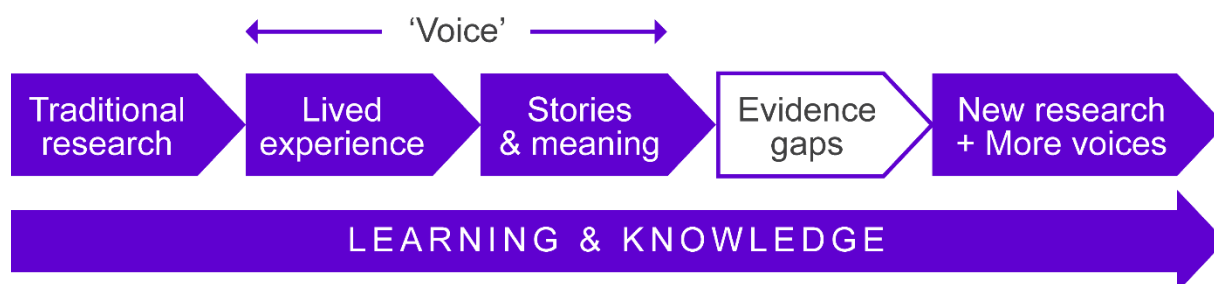 ‘Voice’
Traditional
research
Lived
experience
Stories
& meaning
Evidence
gaps
New research
+ More voices
LEARNING & KNOWLEDGE